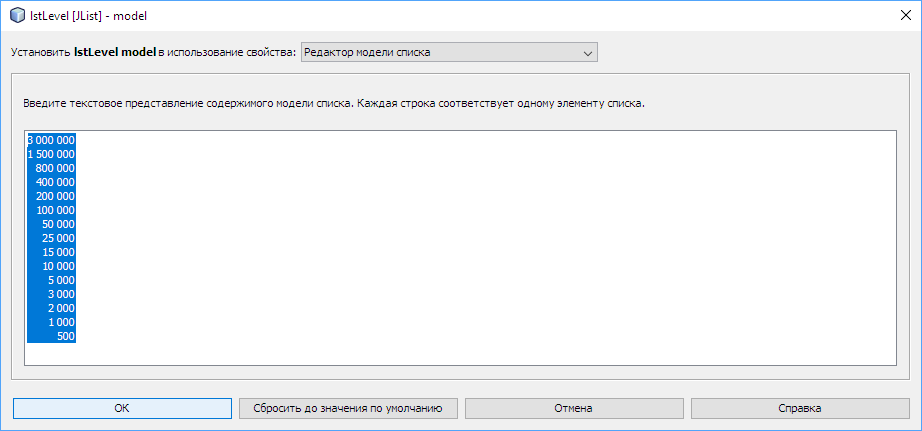 lstLevel [JList] - model
Установить lstLevel model в использование свойства: Редактор модели списка
Введите текстовое представление содержимого модели списка. Каждая строка соответствует одному элементу списка.
3 000 000
1 500 000
800 000
400 000
200 000
100 000
50 000
25 000
15 000
10 000
5 000
3 000
2 000
1 000
500
OK Сбросить до значения по умолчанию Отмена Справка